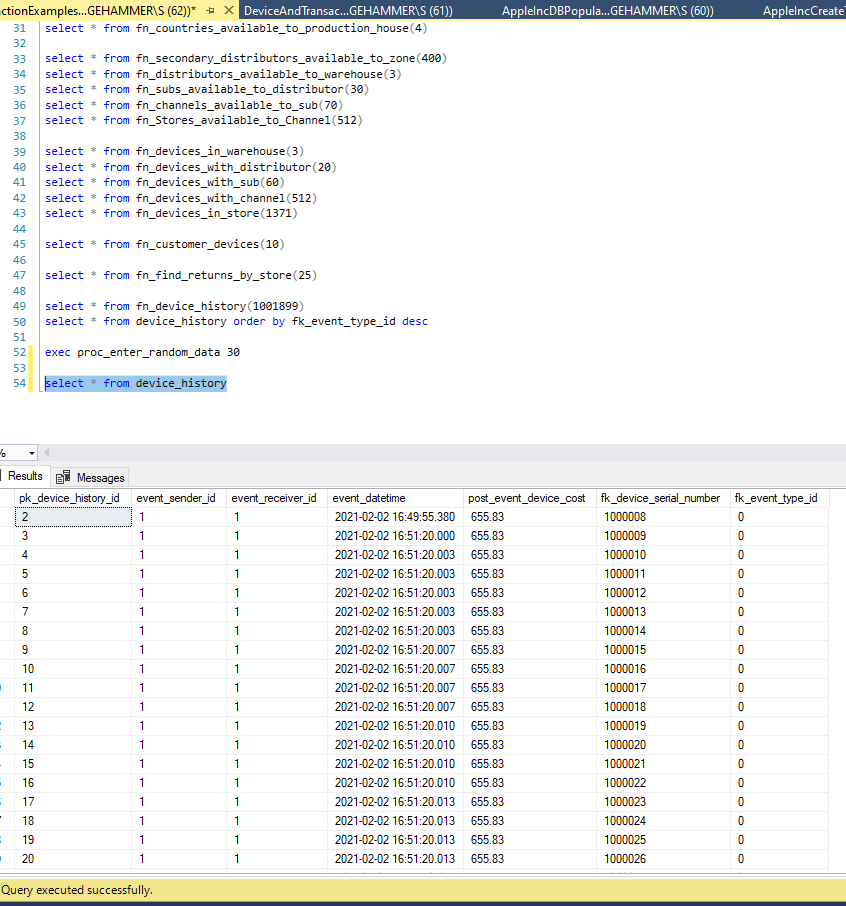 ctionExamples...GEHAMMER\S (62))* DeviceAndTransac...GEHAMMER\S (61)) AppleIncDBPopula...GEHAMMER\S (60)) AppleIncCreate
31 select * from fn_countries_available_to_production_house(4)
32
33 select * from fn_secondary_distributors_available_to_zone(400)
34 select * from fn_distributors_available_to_warehouse(3)
35 select * from fn_subs_available_to_distributor(30)
36 select * from fn_channels_available_to_sub(70)
37 select * from fn_Stores_available_to_Channel(512)
38
39 select * from fn_devices_in_warehouse(3)
40 select * from fn_devices_with_distributor(20)
41 select * from fn_devices_with_sub(60)
42 select * from fn_devices_with_channel(512)
43 select * from fn_devices_in_store(1371)
44
45 select * from fn_customer_devices(10)
46
47 select * from fn_find_returns_by_store(25)
48
49 select * from fn_device_history(1001899)
50 select * from device_history order by fk_event_type_id desc
51
52 exec proc_enter_random_data 30
53
54 select * from device_history
%
Results Messages
pk_device_history_id event_sender_id event_receiver_id event_datetime post_event_device_cost fk_device_serial_number fk_event_type_id
2 1 1 2021-02-02 16:49:55.380 655.83 1000008 0
3 1 1 2021-02-02 16:51:20.000 655.83 1000009 0
4 1 1 2021-02-02 16:51:20.003 655.83 1000010 0
5 1 1 2021-02-02 16:51:20.003 655.83 1000011 0
6 1 1 2021-02-02 16:51:20.003 655.83 1000012 0
7 1 1 2021-02-02 16:51:20.003 655.83 1000013 0
8 1 1 2021-02-02 16:51:20.003 655.83 1000014 0
9 1 1 2021-02-02 16:51:20.007 655.83 1000015 0
10 1 1 2021-02-02 16:51:20.007 655.83 1000016 0
11 1 1 2021-02-02 16:51:20.007 655.83 1000017 0
12 1 1 2021-02-02 16:51:20.007 655.83 1000018 0
13 1 1 2021-02-02 16:51:20.010 655.83 1000019 0
14 1 1 2021-02-02 16:51:20.010 655.83 1000020 0
15 1 1 2021-02-02 16:51:20.010 655.83 1000021 0
16 1 1 2021-02-02 16:51:20.010 655.83 1000022 0
17 1 1 2021-02-02 16:51:20.013 655.83 1000023 0
18 1 1 2021-02-02 16:51:20.013 655.83 1000024 0
19 1 1 2021-02-02 16:51:20.013 655.83 1000025 0
20 1 1 2021-02-02 16:51:20.013 655.83 1000026 0
Query executed successfully.